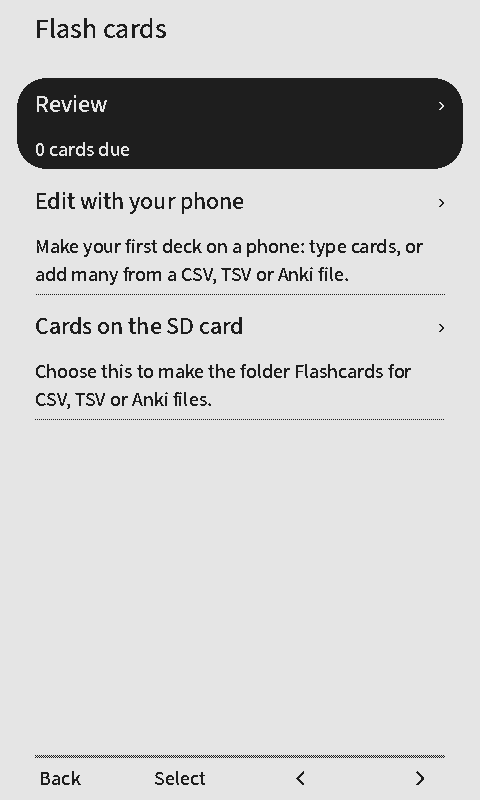 Flash cards
Review ›
0 cards due
Edit with your phone ›
Make your first deck on a phone: type cards, or
add many from a CSV, TSV or Anki file.
Cards on the SD card ›
Choose this to make the folder Flashcards for
CSV, TSV or Anki files.
Back Select < >